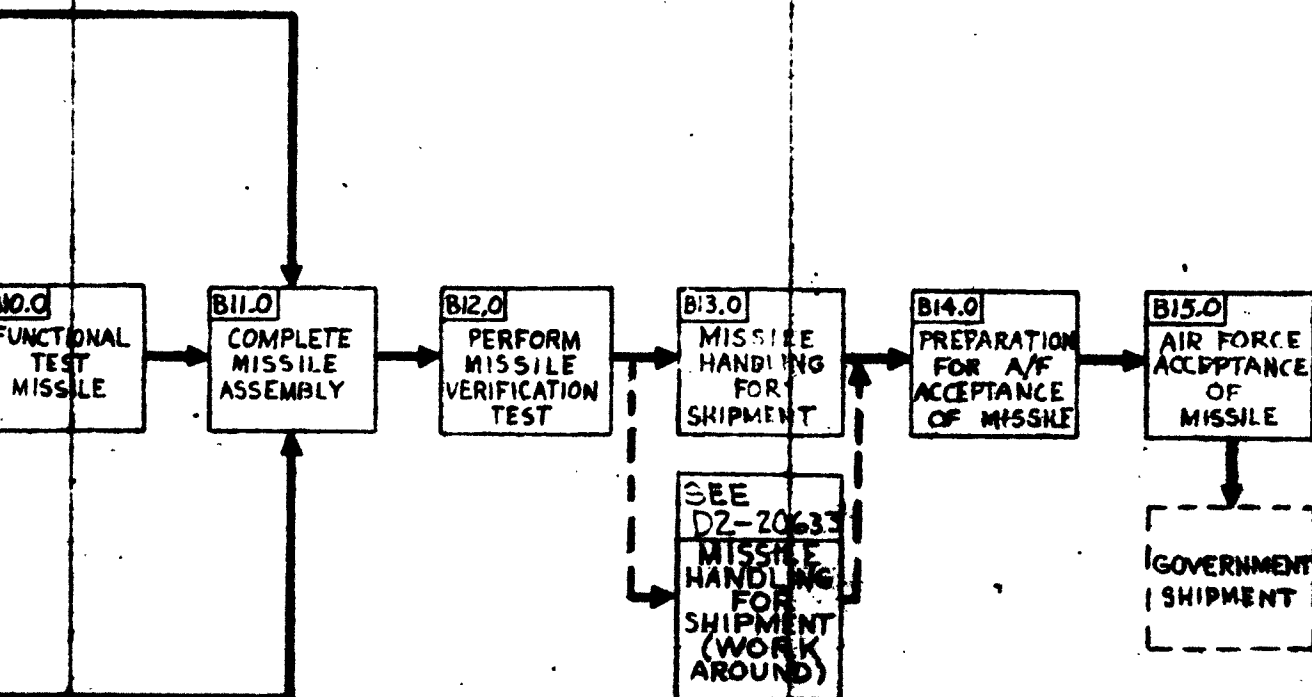 B10.0
FUNCTIONAL
TEST
MISSILE
B11.0
COMPLETE
MISSILE
ASSEMBLY
B12.0
PERFORM
MISSILE
VERIFICATION
TEST
B13.0
MISSILE
HANDLING
FOR
SHIPMENT
SEE
D2-20633
MISSILE
HANDLING
FOR
SHIPMENT
(WORK
AROUND)
B14.0
PREPARATION
FOR A/F
ACCEPTANCE
OF MISSILE
B15.0
AIR FORCE
ACCEPTANCE
OF
MISSILE
GOVERNMENT
SHIPMENT